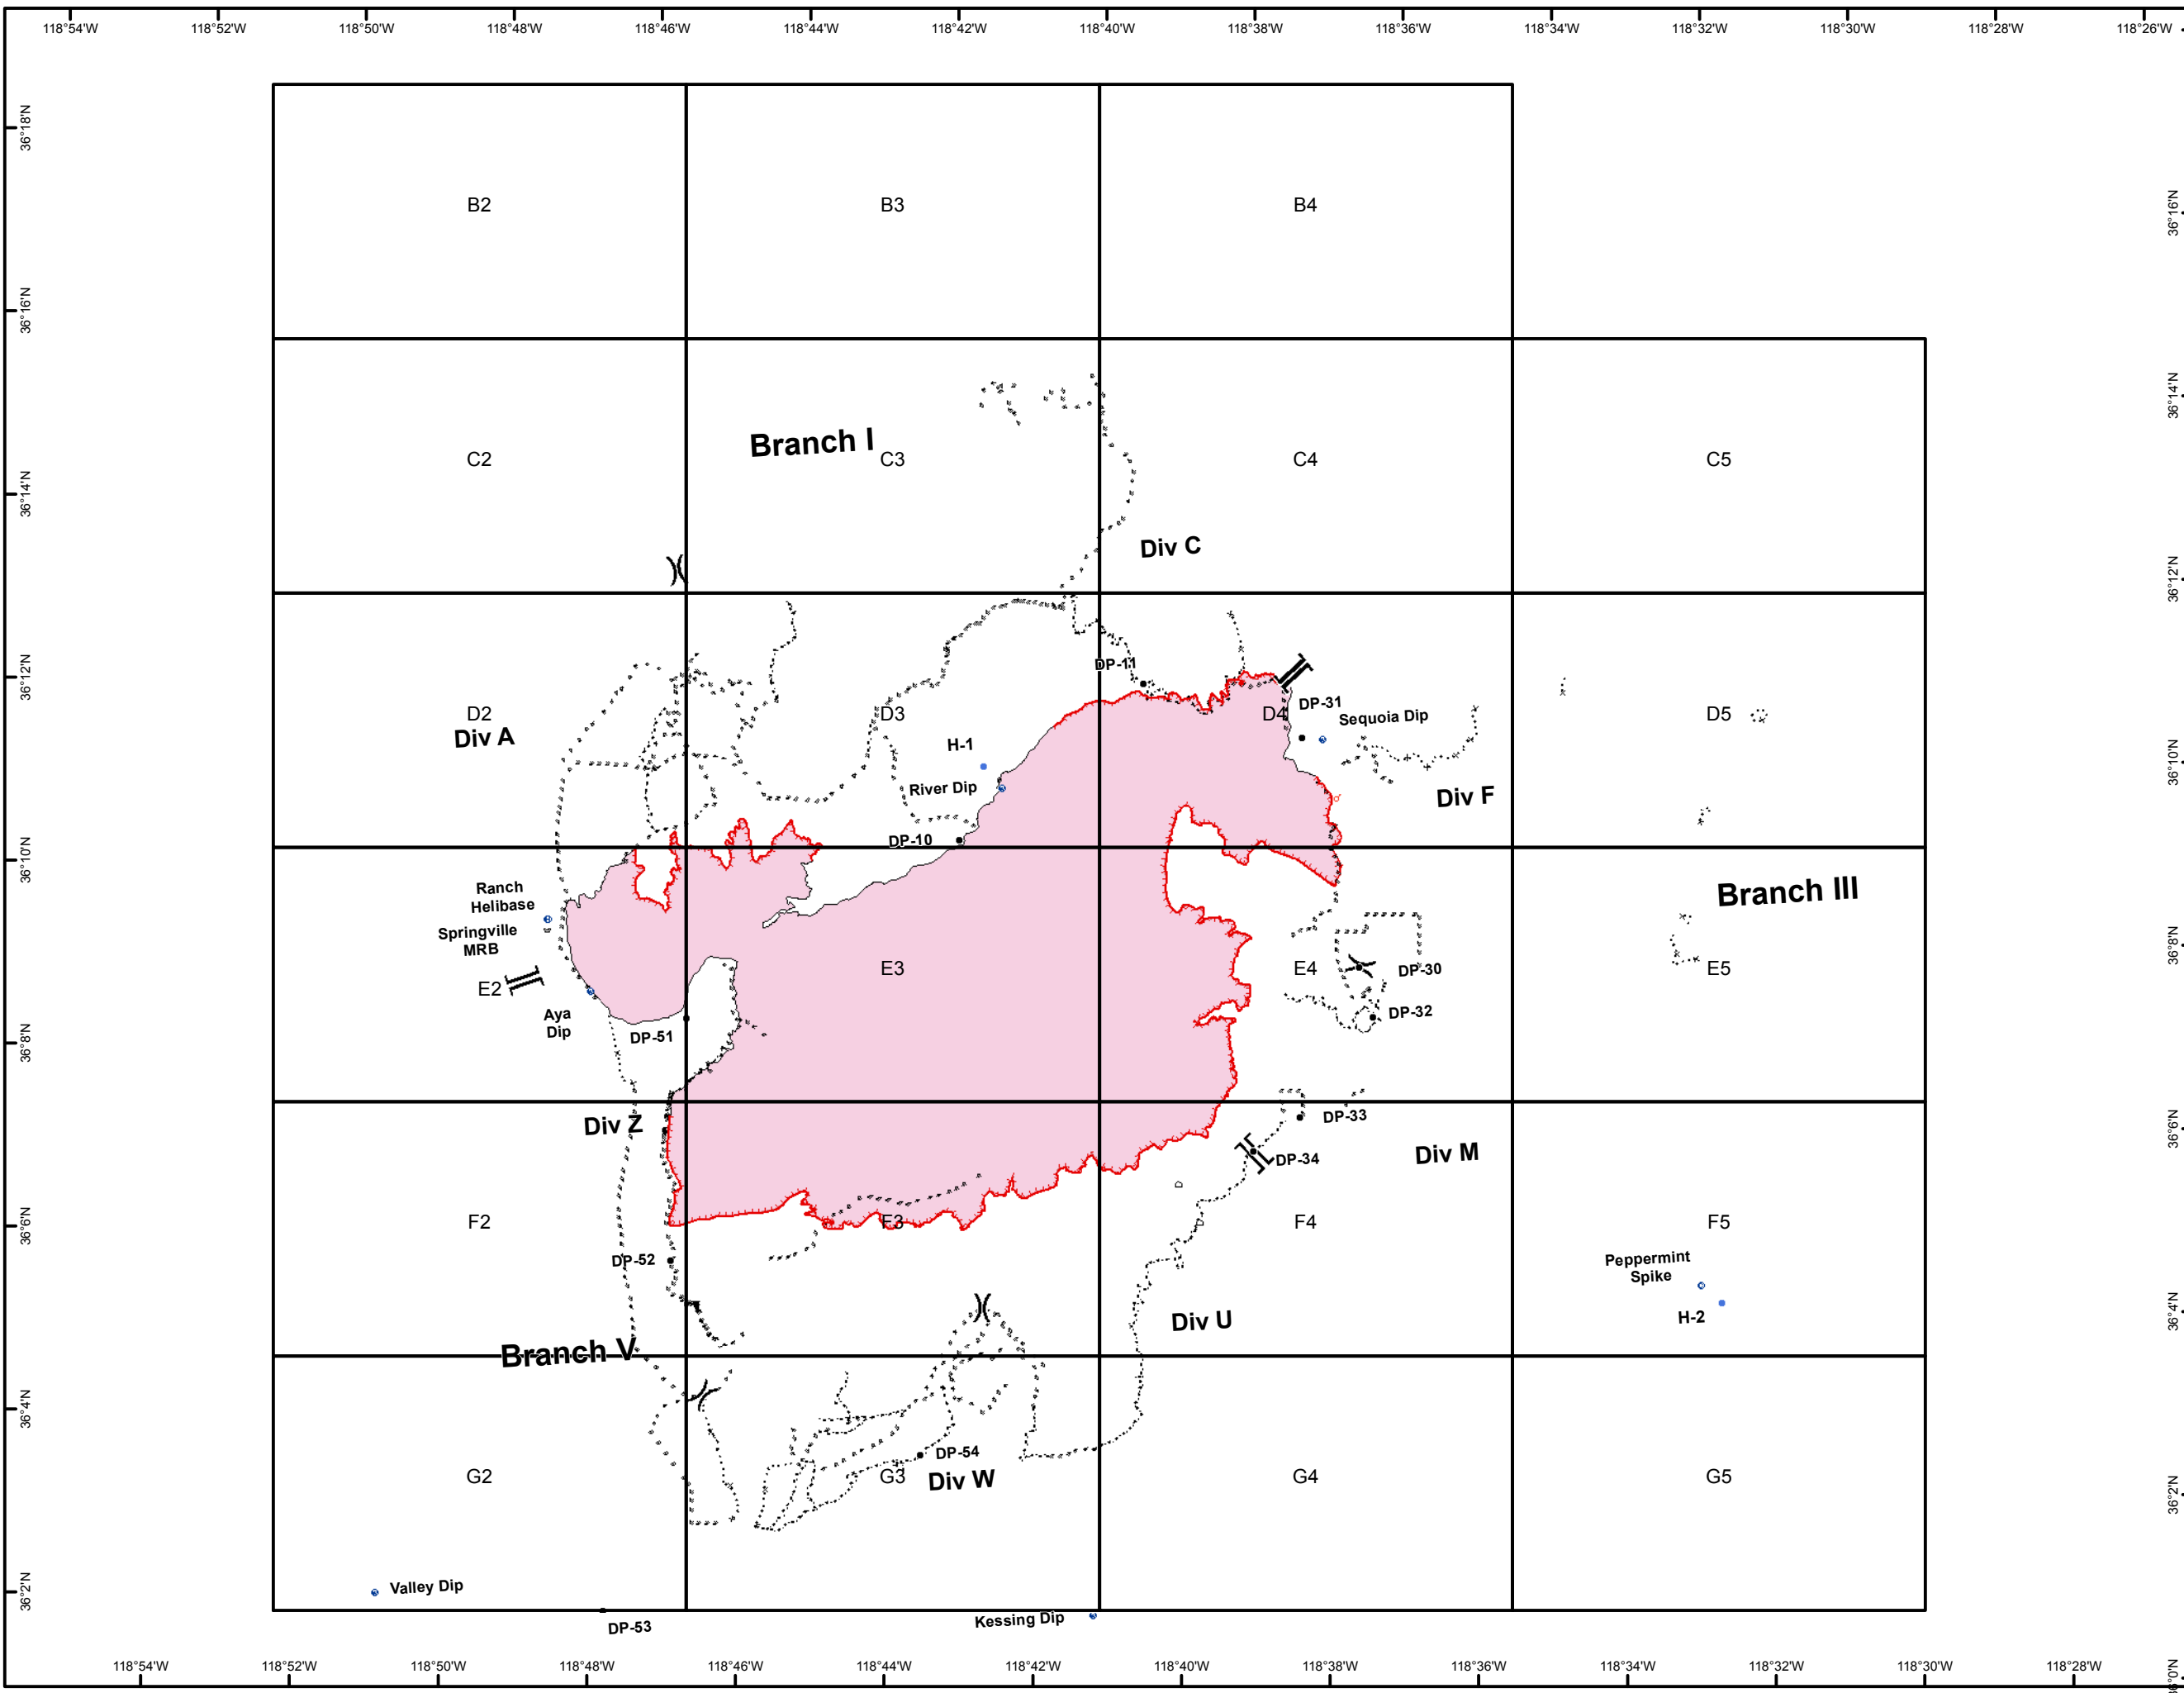 118°54'W 118°52'W 118°50'W 118°48'W 118°46'W 118°44'W 118°42'W 118°40'W 118°38'W 118°36'W 118°34'W 118°32'W 118°30'W 118°28'W 118°26'W
36°18'N
36°16'N
36°14'N
36°12'N
36°10'N
36°8'N
36°6'N
36°4'N
36°2'N
B2 B3 B4
Branch I
C2 C3 C4 C5
Div C
DP-11
D2 D3 D4 D5
Div A
DP-31
Sequoia Dip
H-1
River Dip
Div F
DP-10
Ranch
Helibase
Springville
MRB
Branch III
E2 E3 E4 E5
DP-30
Aya
Dip
DP-32
DP-51
Div Z
DP-33
Div M
DP-34
F2 F3 F4 F5
DP-52
Peppermint
Spike
H-2
Div U
Branch V
DP-54
G2 G3 G4 G5
Div W
Valley Dip
DP-53
Kessing Dip
36°16'N
36°14'N
36°12'N
36°10'N
36°8'N
36°6'N
36°4'N
36°2'N
36°0'N
118°54'W 118°52'W 118°50'W 118°48'W 118°46'W 118°44'W 118°42'W 118°40'W 118°38'W 118°36'W 118°34'W 118°32'W 118°30'W 118°28'W